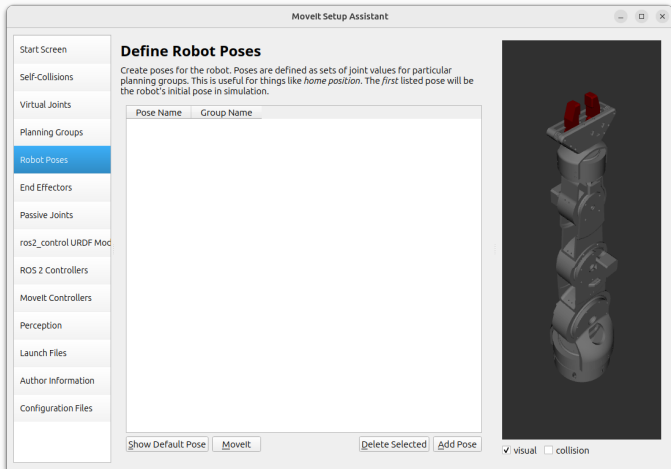 MoveIt Setup Assistant
Start Screen
Self-Collisions
Virtual Joints
Planning Groups
Robot Poses
End Effectors
Passive Joints
ros2_control URDF Mod
ROS 2 Controllers
MoveIt Controllers
Perception
Launch Files
Author Information
Configuration Files
Define Robot Poses
Create poses for the robot. Poses are defined as sets of joint values for particular
planning groups. This is useful for things like home position. The first listed pose will be
the robot's initial pose in simulation.
Pose Name Group Name
Show Default Pose MoveIt Delete Selected Add Pose
visual collision